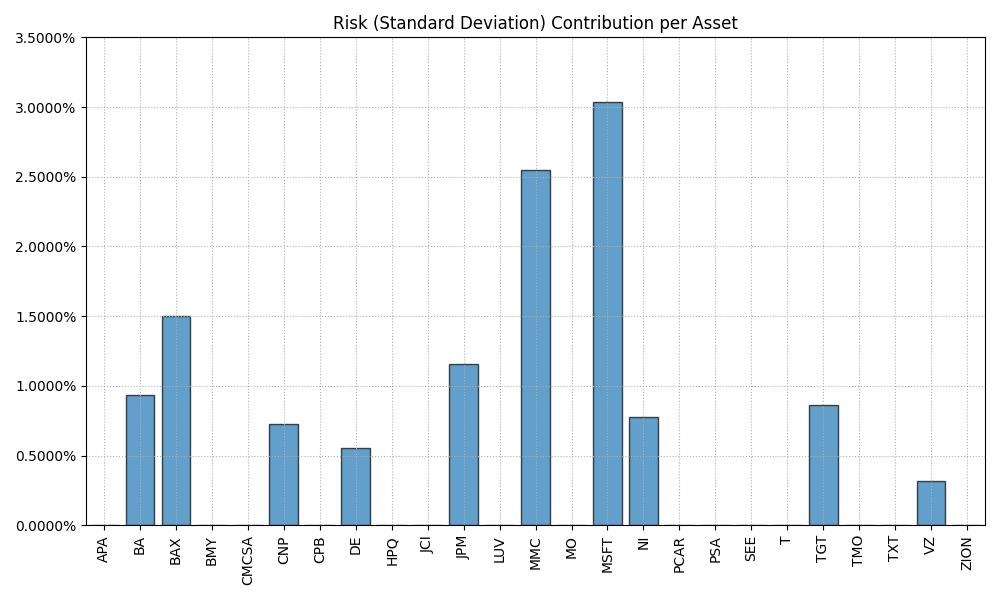 Risk (Standard Deviation) Contribution per Asset
3.5000%
3.0000%
2.5000%
2.0000%
1.5000%
1.0000%
0.5000%
0.0000%
APA
BA
BAX
BMY
CMCSA
CNP
CPB
DE
HPQ
JCI
JPM
LUV
MMC
MO
MSFT
NI
PCAR
PSA
SEE
T
TGT
TMO
TXT
VZ
ZION